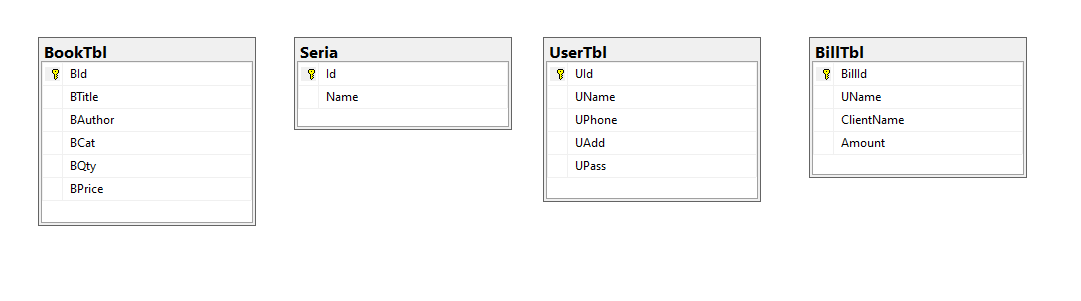 BookTbl
BId
BTitle
BAuthor
BCat
BQty
BPrice
Seria
Id
Name
UserTbl
UId
UName
UPhone
UAdd
UPass
BillTbl
BillId
UName
ClientName
Amount